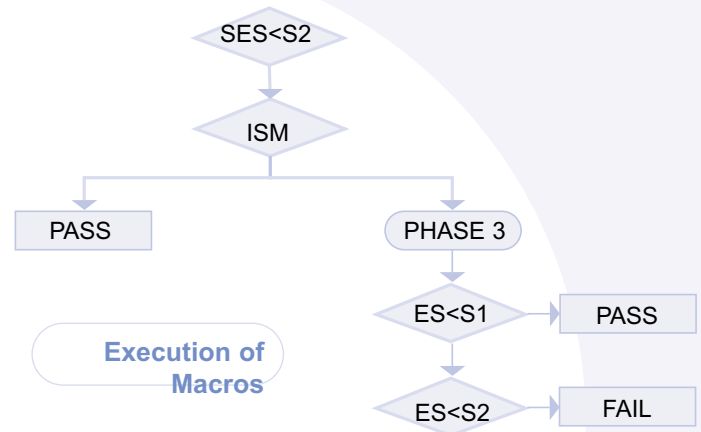 SES<S2
ISM
PASS
PHASE 3
ES<S1
PASS
Execution of
Macros
ES<S2
FAIL